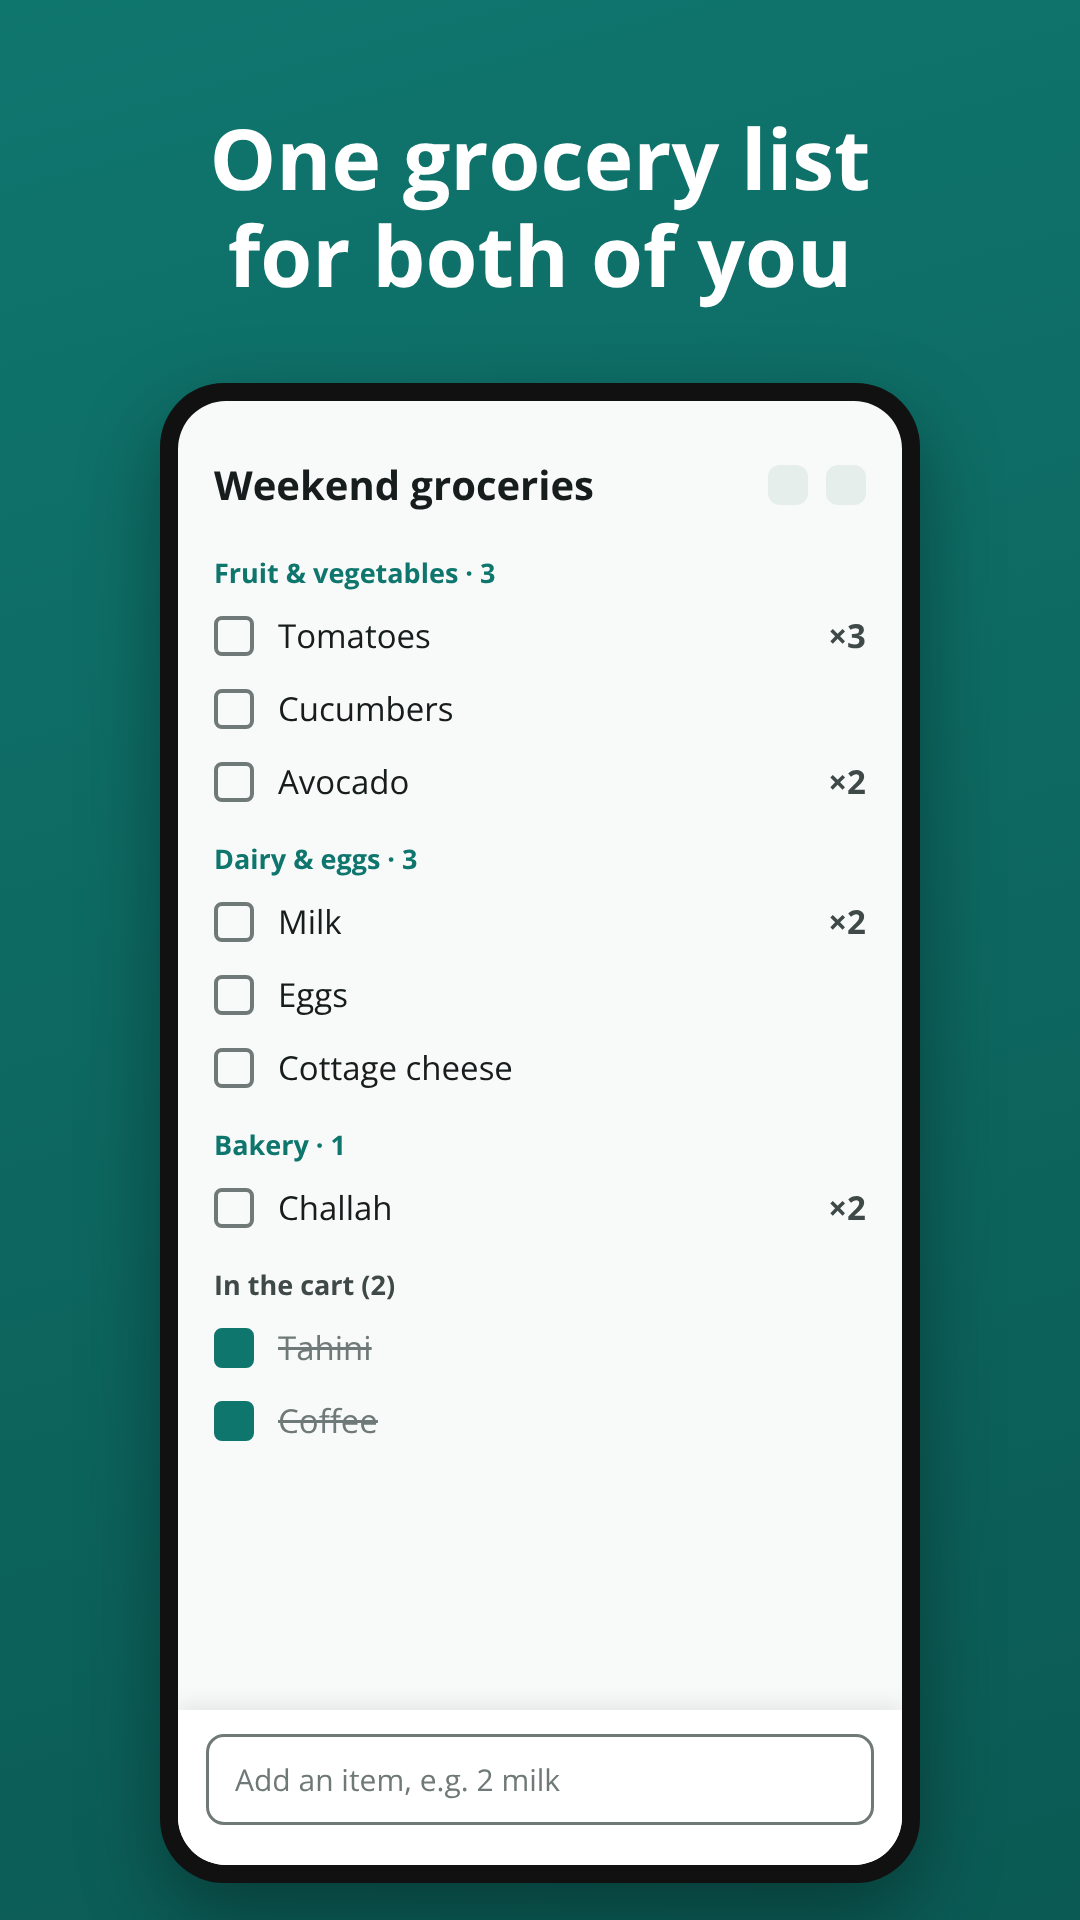 One grocery list
for both of you
Weekend groceries
Fruit & vegetables · 3
Tomatoes ×3
Cucumbers
Avocado ×2
Dairy & eggs · 3
Milk ×2
Eggs
Cottage cheese
Bakery · 1
Challah ×2
In the cart (2)
Tahini
Coffee
Add an item, e.g. 2 milk